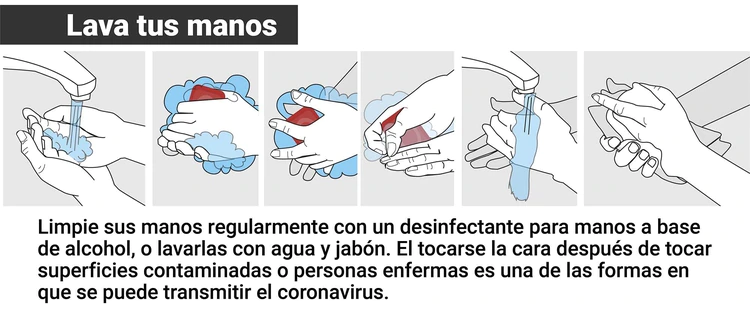 Lava tus manos
Limpie sus manos regularmente con un desinfectante para manos a base
de alcohol, o lavarlas con agua y jabón. El tocarse la cara después de tocar
superficies contaminadas o personas enfermas es una de las formas en
que se puede transmitir el coronavirus.